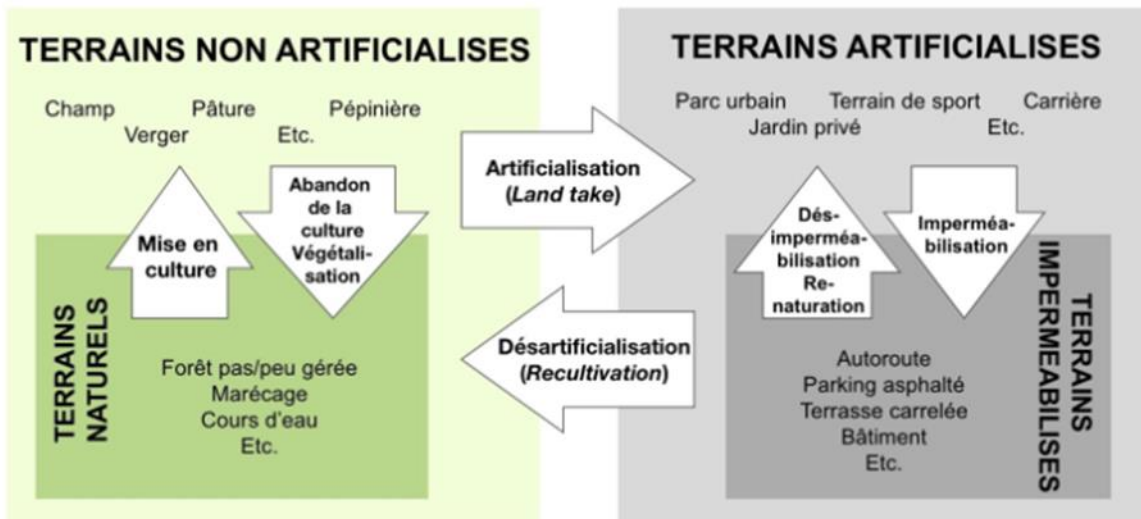 TERRAINS NON ARTIFICIALISES
Champ Pâture Pépinière
Verger Etc.
Mise en
culture
Abandon
de la
culture
Végétali-
sation
TERRAINS
NATURELS
Forêt pas/peu gérée
Marécage
Cours d'eau
Etc.
Artificialisation
(Land take)
Désartificialisation
(Recultivation)
TERRAINS ARTIFICIALISES
Parc urbain Terrain de sport Carrière
Jardin privé Etc.
Dés-
imperméa-
bilisation
Re-
naturation
Imperméa-
bilisation
TERRAINS
IMPERMEABILISES
Autoroute
Parking asphalté
Terrasse carrelée
Bâtiment
Etc.